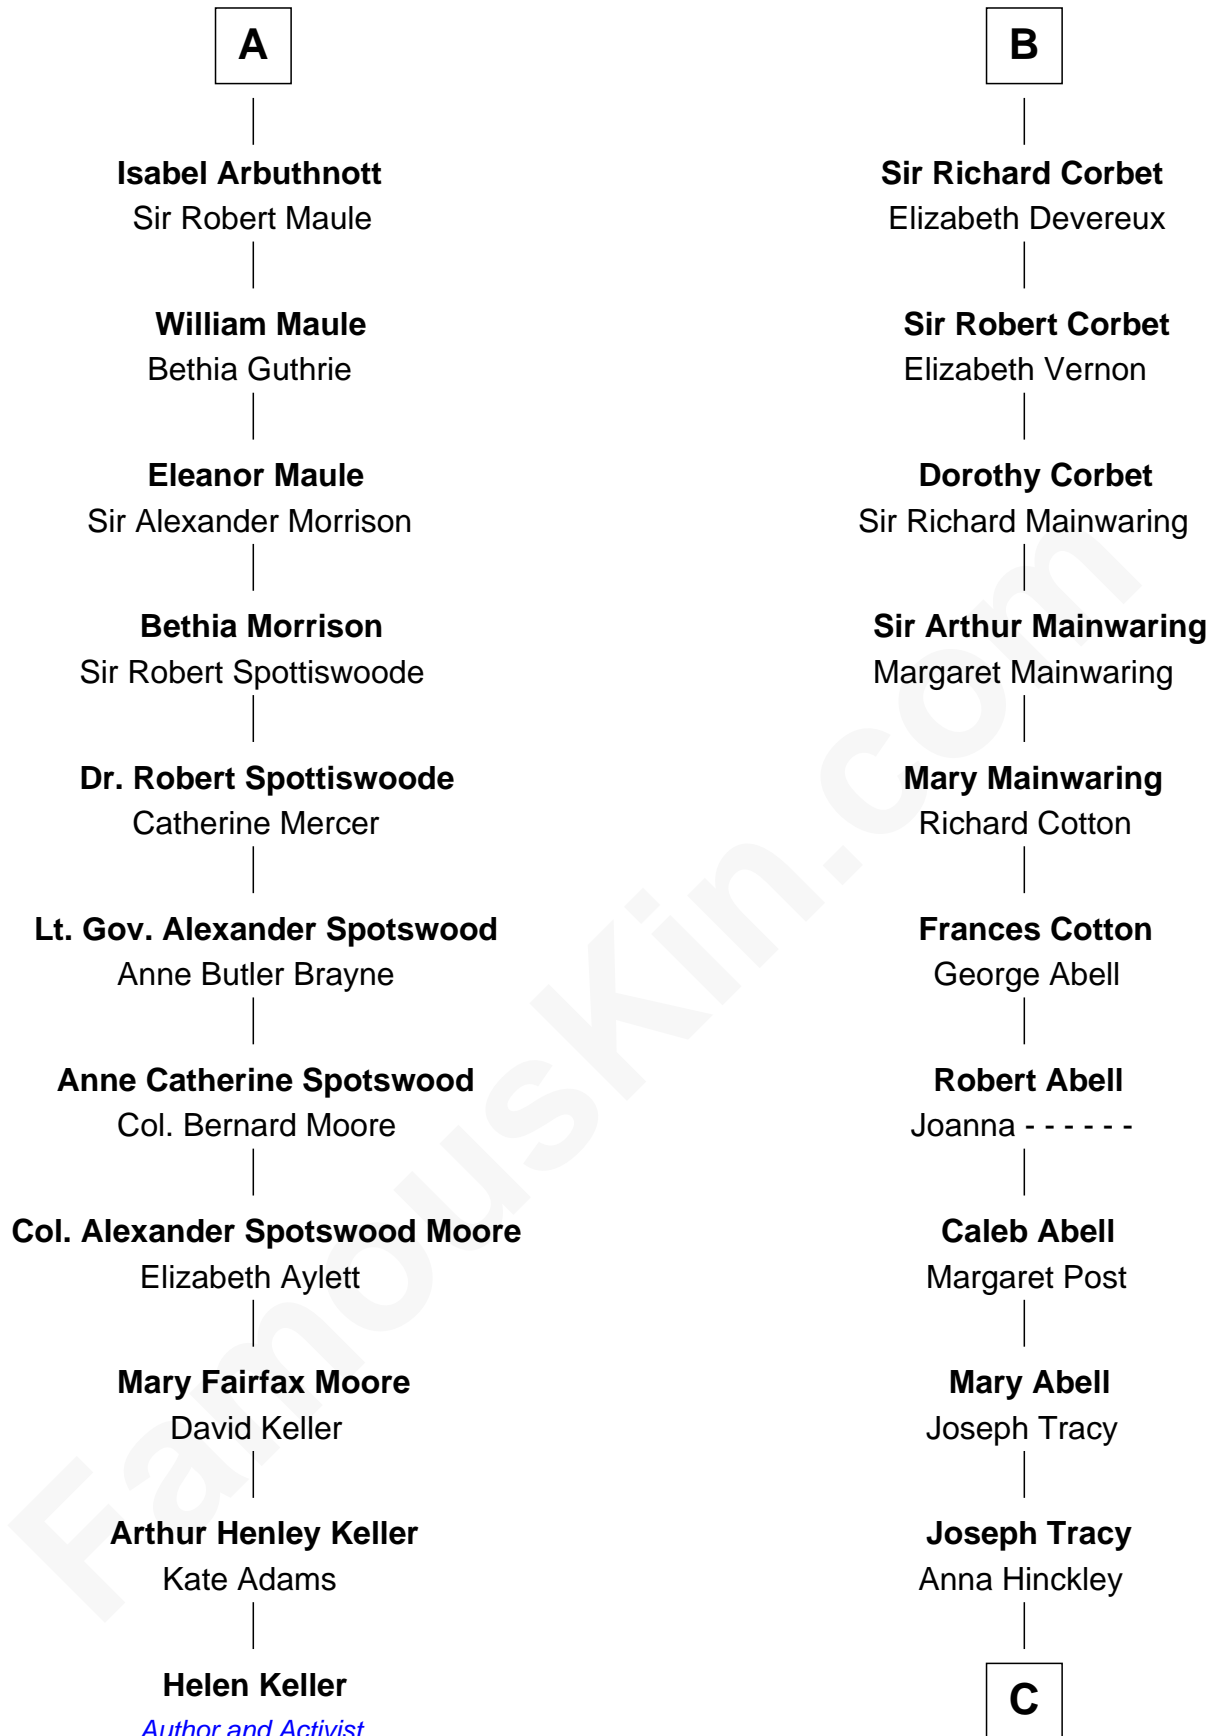 A
Isabel Arbuthnott
Sir Robert Maule
William Maule
Bethia Guthrie
Eleanor Maule
Sir Alexander Morrison
Bethia Morrison
Sir Robert Spottiswoode
Dr. Robert Spottiswoode
Catherine Mercer
Lt. Gov. Alexander Spotswood
Anne Butler Brayne
Anne Catherine Spotswood
Col. Bernard Moore
Col. Alexander Spotswood Moore
Elizabeth Aylett
Mary Fairfax Moore
David Keller
Arthur Henley Keller
Kate Adams
Helen Keller
Author and Activist
B
Sir Richard Corbet
Elizabeth Devereux
Sir Robert Corbet
Elizabeth Vernon
Dorothy Corbet
Sir Richard Mainwaring
Sir Arthur Mainwaring
Margaret Mainwaring
Mary Mainwaring
Richard Cotton
Frances Cotton
George Abell
Robert Abell
Joanna - - - - - -
Caleb Abell
Margaret Post
Mary Abell
Joseph Tracy
Joseph Tracy
Anna Hinckley
C
FamousKin.com